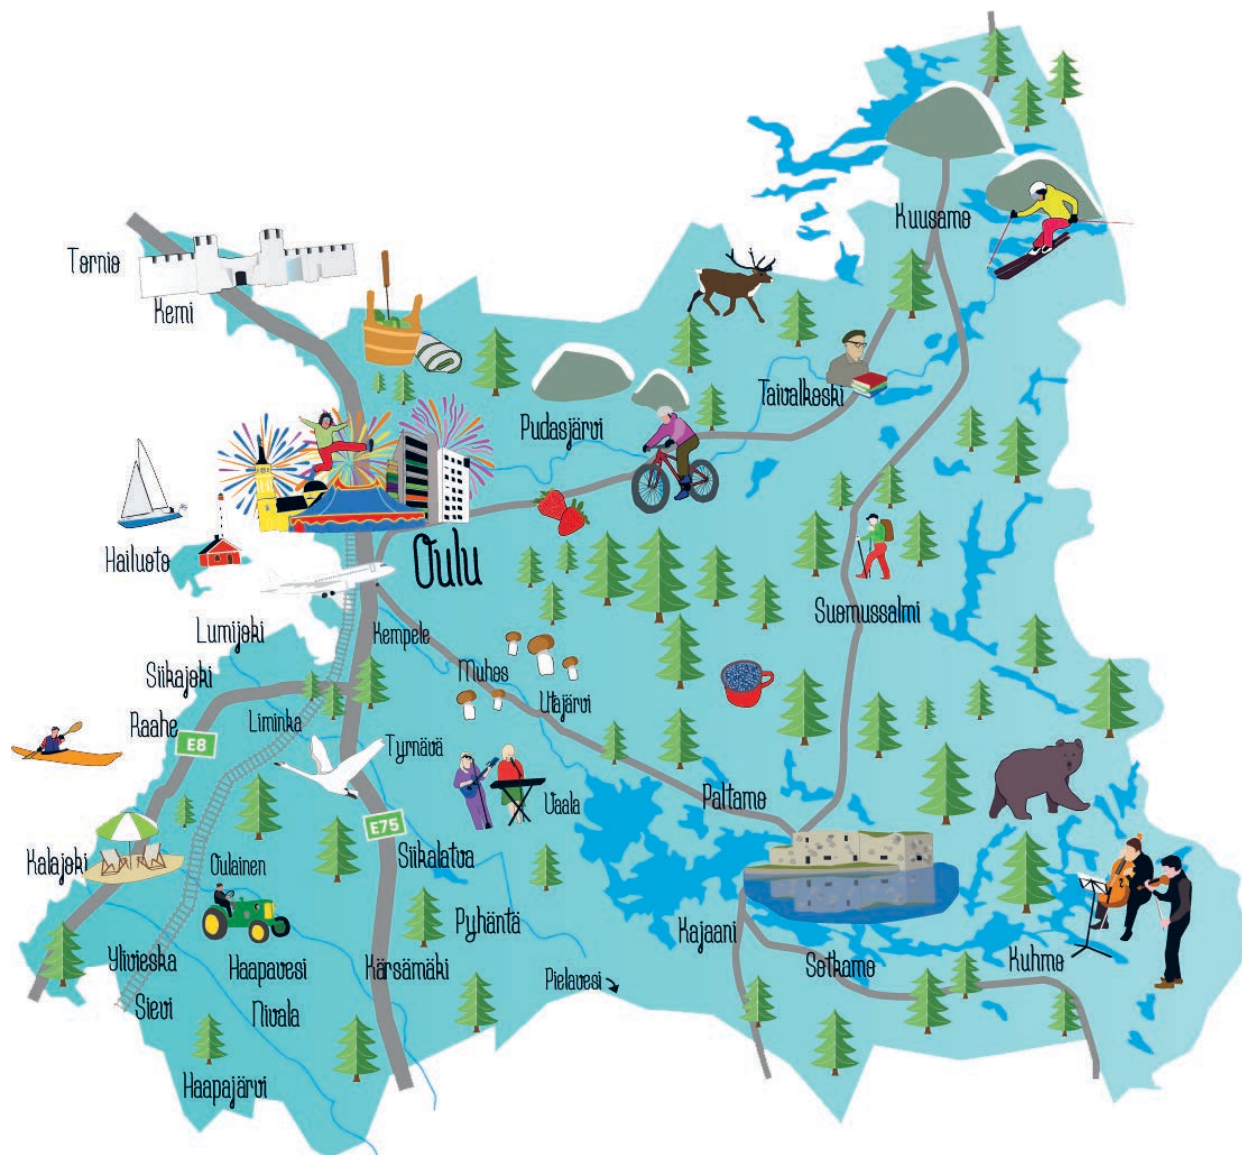 Kuusamo
Tornio
Kemi
Taivalkoski
Pudasjärvi
Hailuoto
Oulu
Suomussalmi
Lumijoki
Kempele
Siikajoki
Muhos
Utajärvi
Raahe
Liminka
E8
Tyrnävä
Vaala
Paltamo
E75
Kalajoki
Oulainen
Siikalatva
Pyhäntä
Kajaani
Ylivieska
Haapavesi
Kärsämäki
Sotkamo
Kuhmo
Pielavesi
Sievi
Nivala
Haapajärvi